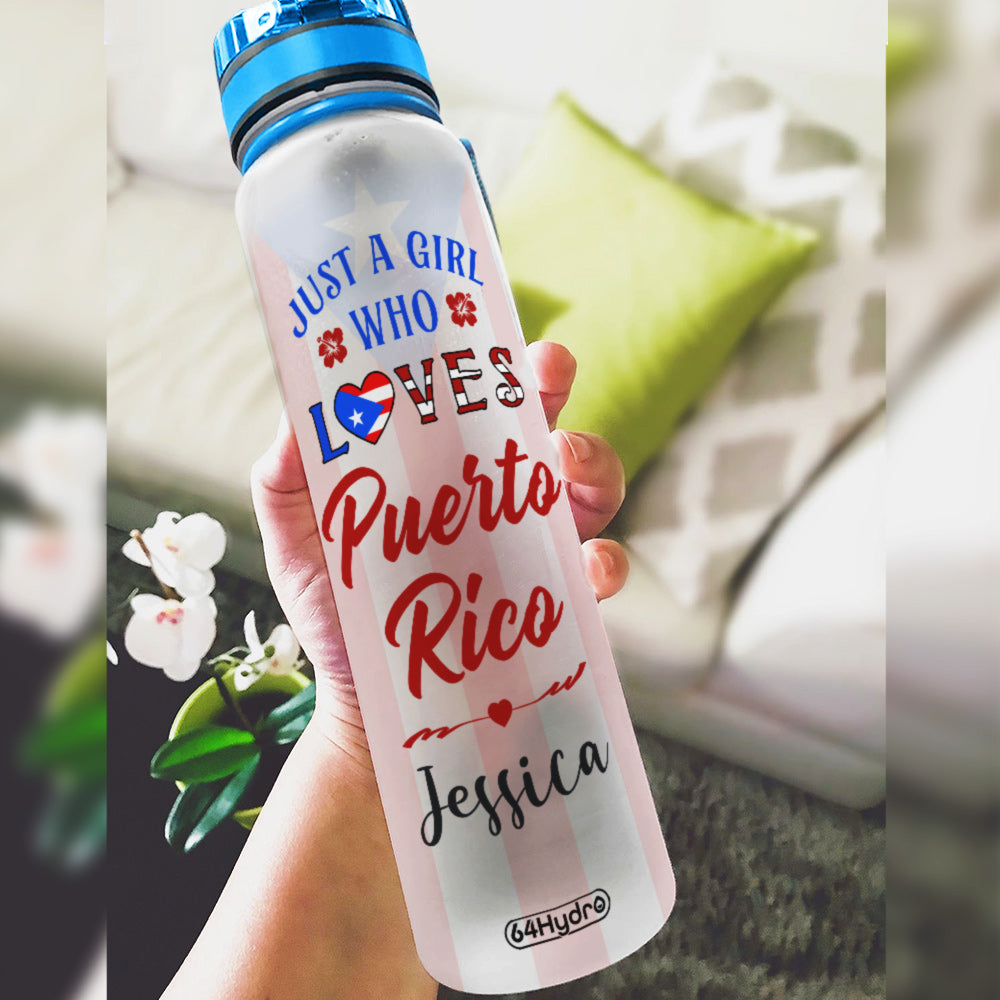 JUST A GIRL
WHO
LOVES
Puerto
Rico
Jessica
64Hydro